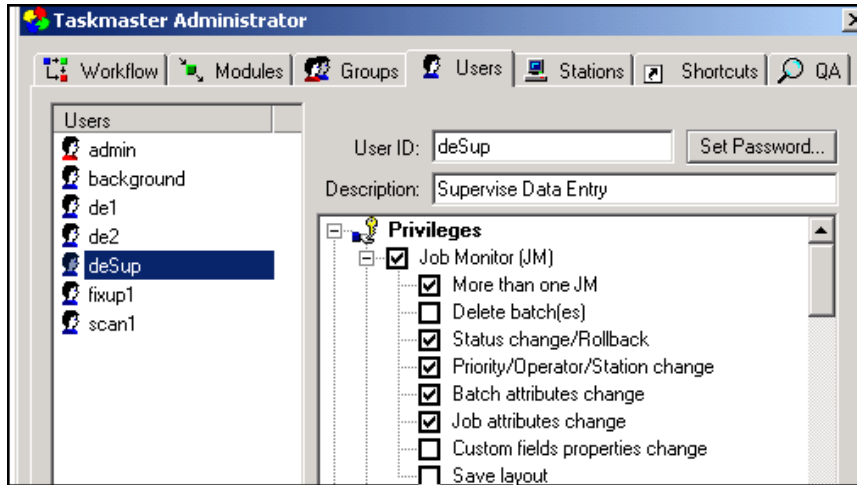 Taskmaster Administrator
Workflow Modules Groups Users Stations Shortcuts QA
Users
admin
background
de1
de2
deSup
fixup1
scan1
User ID: deSup Set Password...
Description: Supervise Data Entry
Privileges
Job Monitor (JM)
More than one JM
Delete batch(es)
Status change/Rollback
Priority/Operator/Station change
Batch attributes change
Job attributes change
Custom fields properties change
Save layout